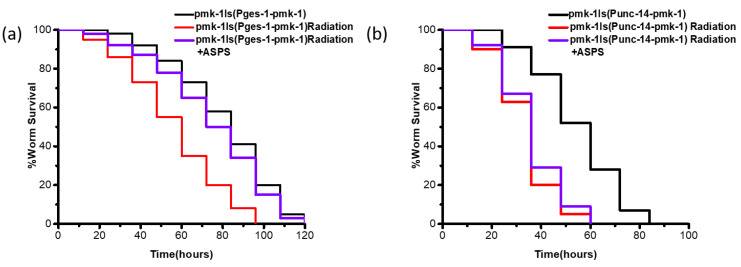 (a)
pmk-1Is(Pges-1-pmk-1)
pmk-1Is(Pges-1-pmk-1)Radiation
pmk-1Is(Pges-1-pmk-1)Radiation
+ASPS
%Worm Survival
100
80
60
40
20
0
0 20 40 60 80 100 120
Time(hours)
(b)
pmk-1Is(Punc-14-pmk-1)
pmk-1Is(Punc-14-pmk-1) Radiation
pmk-1Is(Punc-14-pmk-1) Radiation
+ASPS
%Worm Survival
100
80
60
40
20
0
0 20 40 60 80 100
Time(hours)